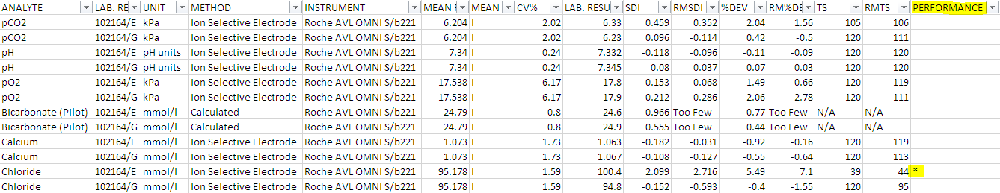 ANALYTE LAB. RE UNIT METHOD INSTRUMENT MEAN MEAN CV% LAB. RESU SDI RMSDI %DEV RM%DE TS RMTS PERFORMANCE
pCO2 102164/E kPa Ion Selective Electrode Roche AVL OMNI S/b221 6.204 I 2.02 6.33 0.459 0.352 2.04 1.56 105 106
pCO2 102164/G kPa Ion Selective Electrode Roche AVL OMNI S/b221 6.204 I 2.02 6.23 0.096 -0.114 0.42 -0.5 120 111
pH 102164/E pH units Ion Selective Electrode Roche AVL OMNI S/b221 7.34 I 0.24 7.332 -0.118 -0.096 -0.11 -0.09 120 120
pH 102164/G pH units Ion Selective Electrode Roche AVL OMNI S/b221 7.34 I 0.24 7.345 0.08 0.037 0.07 0.03 120 120
pO2 102164/E kPa Ion Selective Electrode Roche AVL OMNI S/b221 17.538 I 6.17 17.8 0.153 0.068 1.49 0.66 120 119
pO2 102164/G kPa Ion Selective Electrode Roche AVL OMNI S/b221 17.538 I 6.17 17.9 0.212 0.286 2.06 2.78 120 111
Bicarbonate (Pilot) 102164/E mmol/l Calculated Roche AVL OMNI S/b221 24.79 I 0.8 24.6 -0.966 Too Few -0.77 Too Few N/A N/A
Bicarbonate (Pilot) 102164/G mmol/l Calculated Roche AVL OMNI S/b221 24.79 I 0.8 24.9 0.555 Too Few 0.44 Too Few N/A N/A
Calcium 102164/E mmol/l Ion Selective Electrode Roche AVL OMNI S/b221 1.073 I 1.73 1.063 -0.182 -0.031 -0.92 -0.16 120 119
Calcium 102164/G mmol/l Ion Selective Electrode Roche AVL OMNI S/b221 1.073 I 1.73 1.067 -0.108 -0.127 -0.55 -0.64 120 113
Chloride 102164/E mmol/l Ion Selective Electrode Roche AVL OMNI S/b221 95.178 I 1.59 100.4 2.099 2.716 5.49 7.1 39 44 *
Chloride 102164/G mmol/l Ion Selective Electrode Roche AVL OMNI S/b221 95.178 I 1.59 94.8 -0.152 -0.593 -0.4 -1.55 120 95